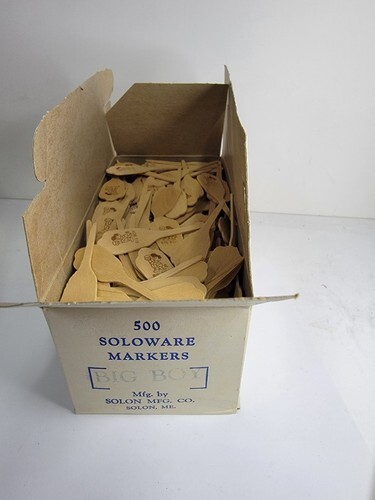 500
SOLOWARE
MARKERS
BIG BOY
Mfg. by
SOLON MFG. CO.
SOLON, ME.